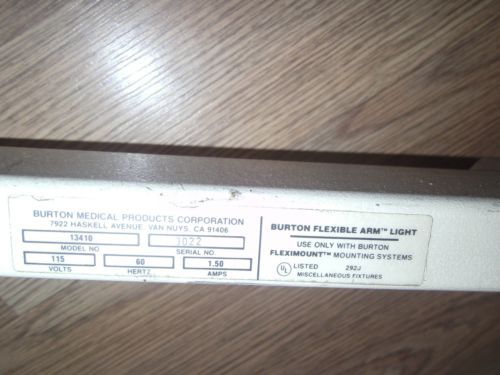 BURTON MEDICAL PRODUCTS CORPORATION
7922 HASKELL AVENUE, VAN NUYS, CA 91406
13410 3022
MODEL NO SERIAL NO.
115 60 1.50
VOLTS HERTZ AMPS
BURTON FLEXIBLE ARM™ LIGHT
USE ONLY WITH BURTON
FLEXIMOUNT™ MOUNTING SYSTEMS
UL LISTED 292J
MISCELLANEOUS FIXTURES